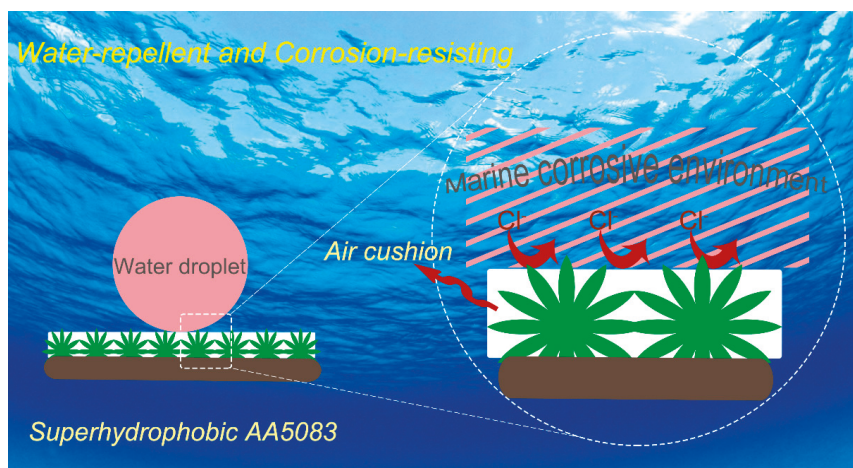 Water-repellent and Corrosion-resisting
Marine corrosive environment
Cl⁻ Cl⁻ Cl⁻
Air cushion
Water droplet
Superhydrophobic AA5083